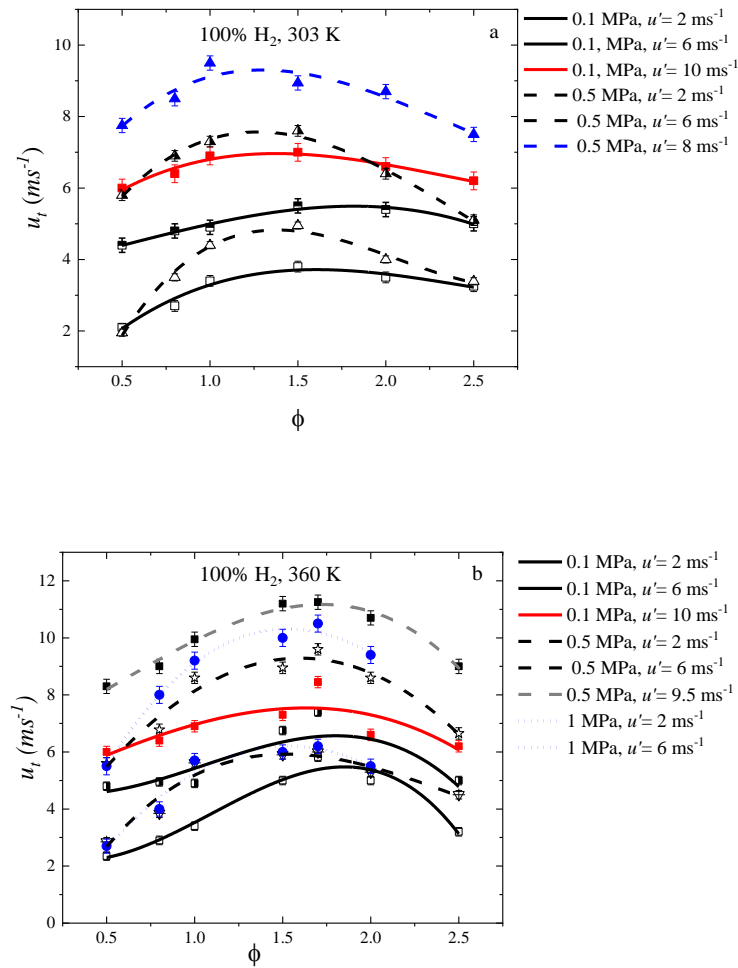 100% H2, 303 K
a
0.1 MPa, u'= 2 ms-1
0.1, MPa, u'= 6 ms-1
0.1, MPa, u'= 10 ms-1
0.5 MPa, u'= 2 ms-1
0.5 MPa, u'= 6 ms-1
0.5 MPa, u'= 8 ms-1
10
8
6
4
2
ut (ms-1)
0.5 1.0 1.5 2.0 2.5
ϕ
100% H2, 360 K
b
0.1 MPa, u'= 2 ms-1
0.1 MPa, u'= 6 ms-1
0.1 MPa, u'= 10 ms-1
0.5 MPa, u'= 2 ms-1
0.5 MPa, u'= 6 ms-1
0.5 MPa, u'= 9.5 ms-1
1 MPa, u'= 2 ms-1
1 MPa, u'= 6 ms-1
12
10
8
6
4
2
0
ut (ms-1)
0.5 1.0 1.5 2.0 2.5
ϕ